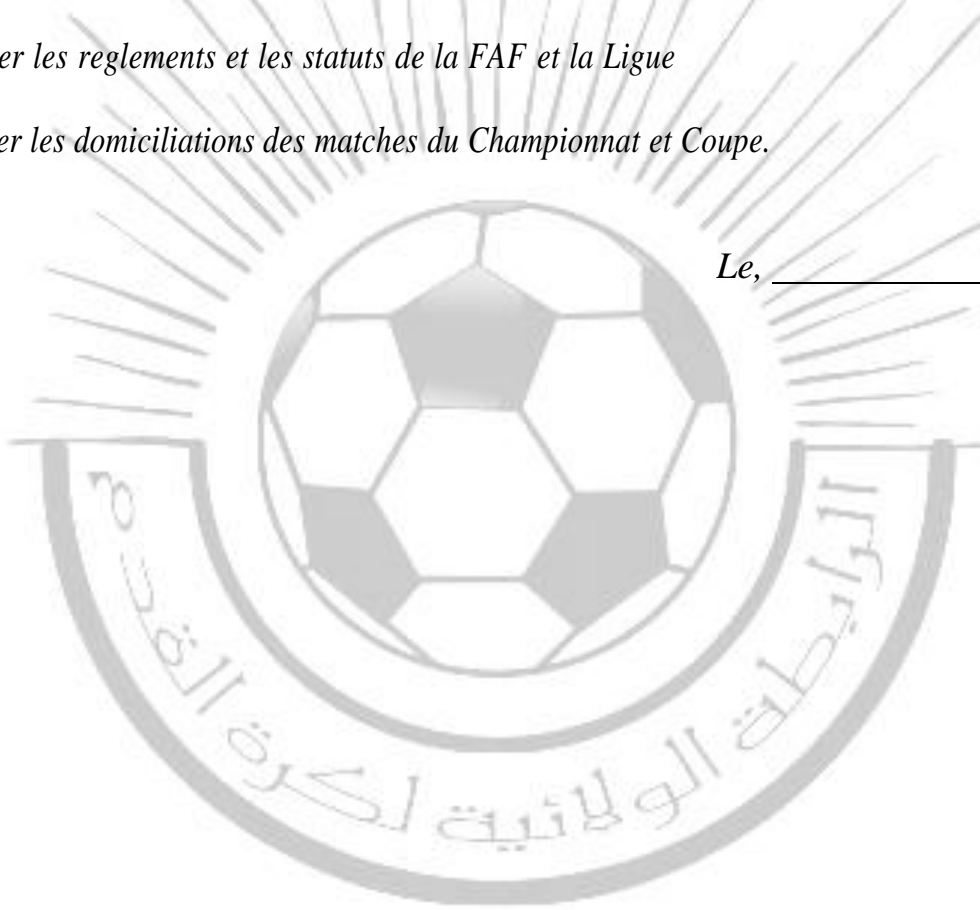 er les reglements et les statuts de la FAF et la Ligue
er les domiciliations des matches du Championnat et Coupe.
Le,
الرابطة الولائية لكرة القدم